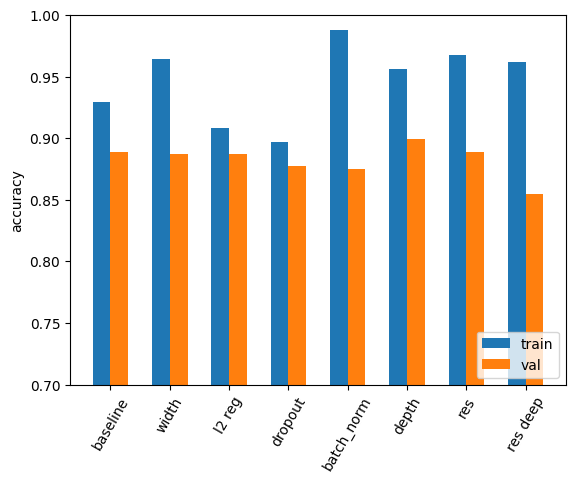 1.00
0.95
0.90
0.85
0.80
0.75
0.70
accuracy
baseline
width
l2 reg
dropout
batch_norm
depth
res
res deep
train
val